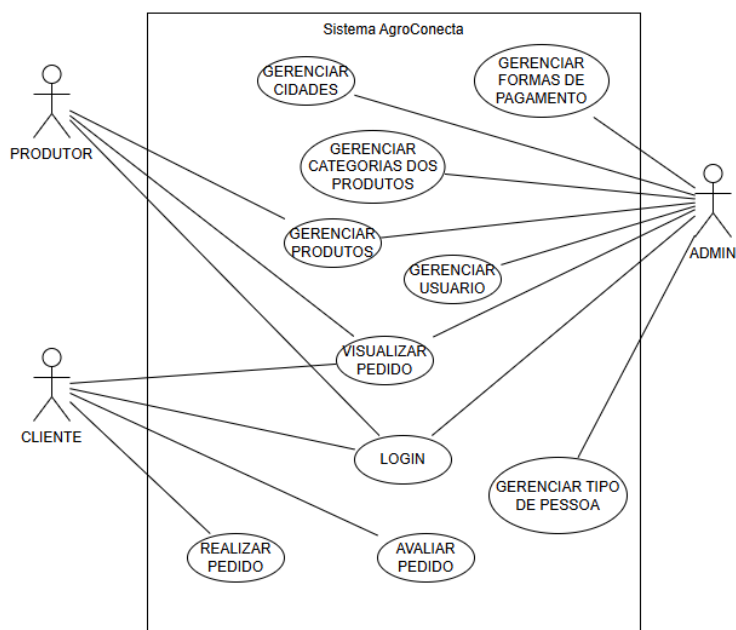 Sistema AgroConecta
GERENCIAR
CIDADES
GERENCIAR
FORMAS DE
PAGAMENTO
PRODUTOR
GERENCIAR
CATEGORIAS DOS
PRODUTOS
GERENCIAR
PRODUTOS
ADMIN
GERENCIAR
USUARIO
VISUALIZAR
PEDIDO
CLIENTE
LOGIN
GERENCIAR TIPO
DE PESSOA
REALIZAR
PEDIDO
AVALIAR
PEDIDO